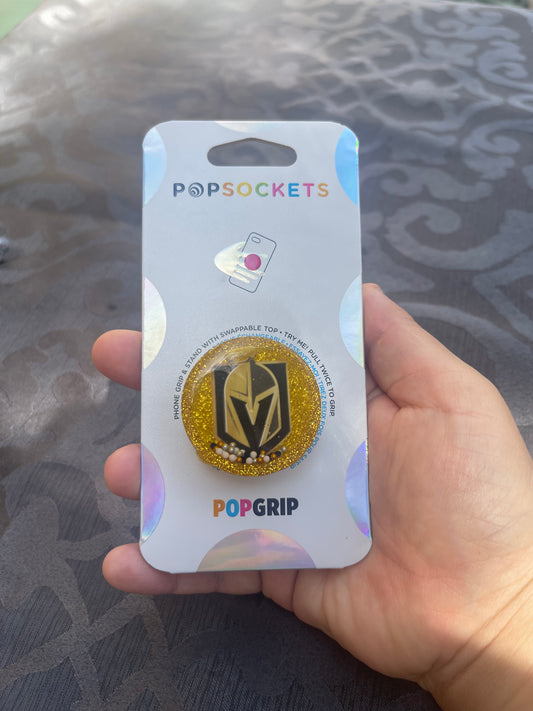 POPSOCKETS
PHONE GRIP & STAND WITH SWAPPABLE TOP • TRY ME! PULL TWICE TO GRIP.
POPGRIP